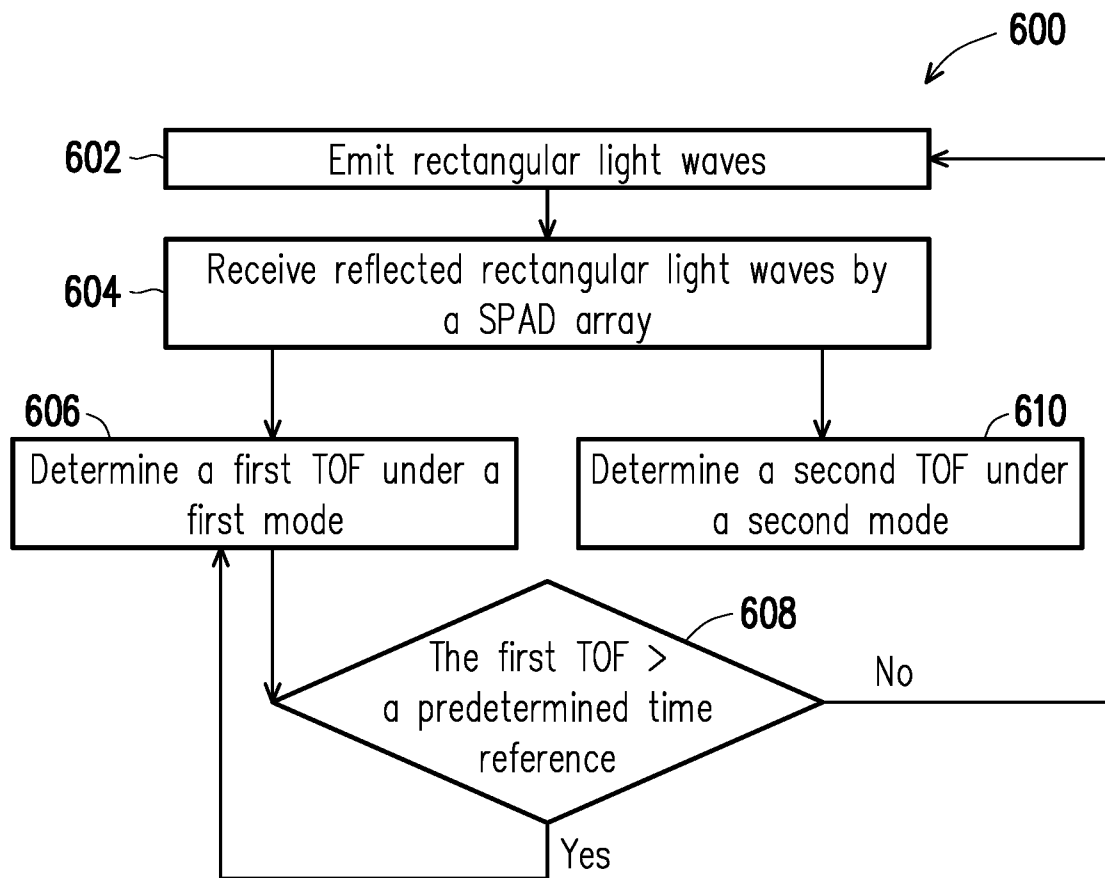 600
602
Emit rectangular light waves
604
Receive reflected rectangular light waves by
a SPAD array
606
Determine a first TOF under a
first mode
610
Determine a second TOF under
a second mode
608
The first TOF >
a predetermined time
reference
No
Yes